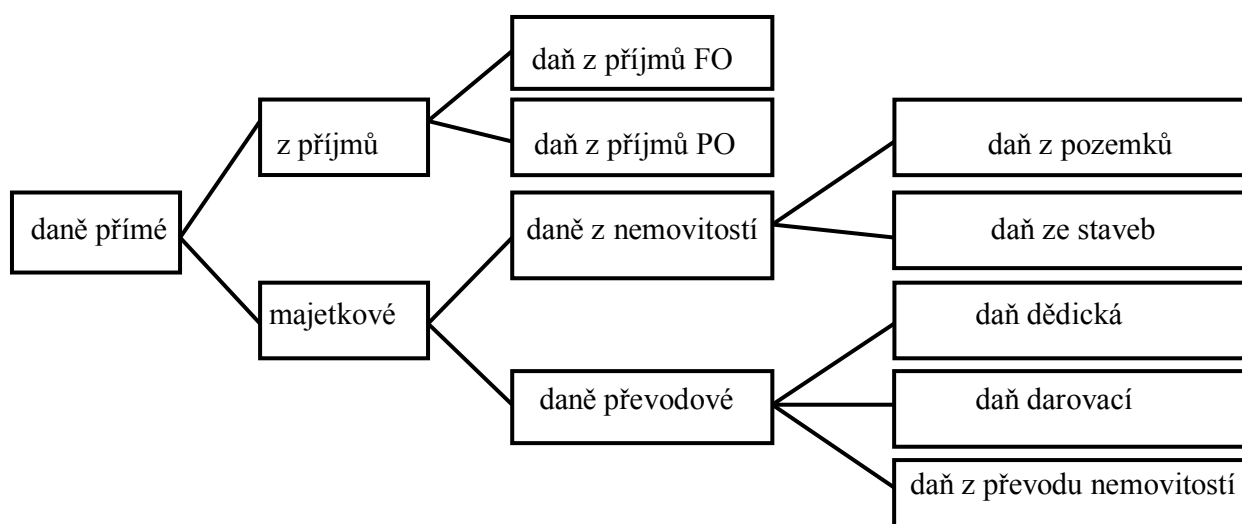 daně přímé
z příjmů
majetkové
daň z příjmů FO
daň z příjmů PO
daně z nemovitostí
daně převodové
daň z pozemků
daň ze staveb
daň dědická
daň darovací
daň z převodu nemovitostí